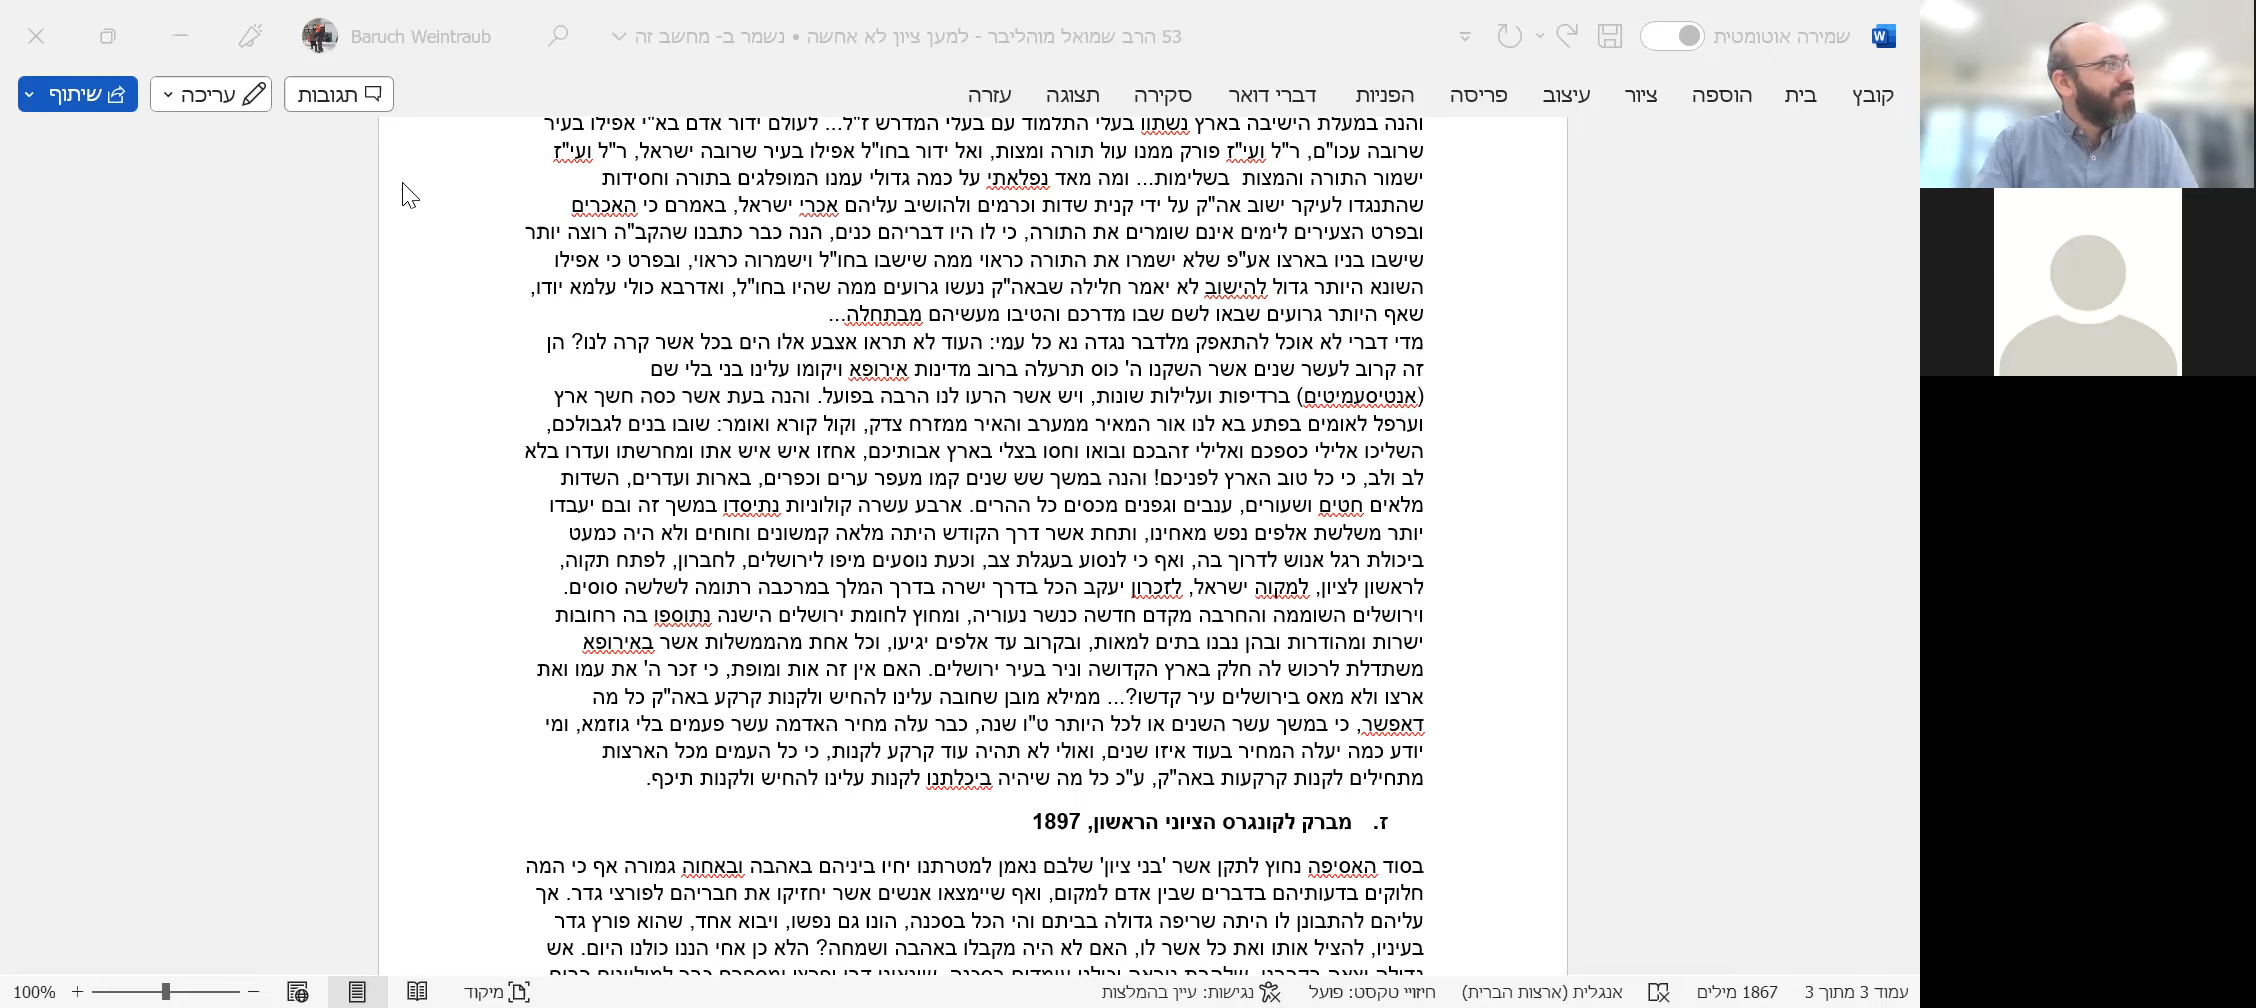 53 הרב שמואל מוהליבר - למען ציון לא אחשה • נשמר ב- מחשב זה
שמירה אוטומטית
Baruch Weintraub
קובץ בית הוספה ציור עיצוב פריסה הפניות דברי דואר סקירה תצוגה עזרה
תגובות עריכה שיתוף
והנה במעלת הישיבה בארץ נשתוו בעלי התלמוד עם בעלי המדרש ז"ל... לעולם ידור אדם בא"י אפילו בעיר
שרובה עכו"ם, ר"ל ועי"ז פורק ממנו עול תורה ומצות, ואל ידור בחו"ל אפילו בעיר שרובה ישראל, ר"ל ועי"ז
ישמור התורה והמצות בשלימות... ומה מאד נפלאתי על כמה גדולי עמנו המופלגים בתורה וחסידות
שהתנגדו לעיקר ישוב אה"ק על ידי קנית שדות וכרמים ולהושיב עליהם אכרי ישראל, באמרם כי האכרים
ובפרט הצעירים לימים אינם שומרים את התורה, כי לו היו דבריהם כנים, הנה כבר כתבנו שהקב"ה רוצה יותר
שישבו בניו בארצו אע"פ שלא ישמרו את התורה כראוי ממה שישבו בחו"ל וישמרוה כראוי, ובפרט כי אפילו
השונא היותר גדול להישוב לא יאמר חלילה שבאה"ק נעשו גרועים ממה שהיו בחו"ל, ואדרבא כולי עלמא יודו,
שאף היותר גרועים שבאו לשם שבו מדרכם והטיבו מעשיהם מבתחלה...
מדי דברי לא אוכל להתאפק מלדבר נגדה נא כל עמי: העוד לא תראו אצבע אלו הים בכל אשר קרה לנו? הן
זה קרוב לעשר שנים אשר השקנו ה' כוס תרעלה ברוב מדינות אירופא ויקומו עלינו בני בלי שם
(אנטיסעמיטים) ברדיפות ועלילות שונות, ויש אשר הרעו לנו הרבה בפועל. והנה בעת אשר כסה חשך ארץ
וערפל לאומים בפתע בא לנו אור המאיר ממערב והאיר ממזרח צדק, וקול קורא ואומר: שובו בנים לגבולכם,
השליכו אלילי כספכם ואלילי זהבכם ובואו וחסו בצלי בארץ אבותיכם, אחזו איש איש אתו ומחרשתו ועדרו בלא
לב ולב, כי כל טוב הארץ לפניכם! והנה במשך שש שנים קמו מעפר ערים וכפרים, בארות ועדרים, השדות
מלאים חטים ושעורים, ענבים וגפנים מכסים כל ההרים. ארבע עשרה קולוניות נתיסדו במשך זה ובם יעבדו
יותר משלשת אלפים נפש מאחינו, ותחת אשר דרך הקודש היתה מלאה קמשונים וחוחים ולא היה כמעט
ביכולת רגל אנוש לדרוך בה, ואף כי לנסוע בעגלת צב, וכעת נוסעים מיפו לירושלים, לחברון, לפתח תקוה,
לראשון לציון, למקוה ישראל, לזכרון יעקב הכל בדרך ישרה בדרך המלך במרכבה רתומה לשלשה סוסים.
וירושלים השוממה והחרבה מקדם חדשה כנשר נעוריה, ומחוץ לחומת ירושלים הישנה נתוספו בה רחובות
ישרות ומהודרות ובהן נבנו בתים למאות, ובקרוב עד אלפים יגיעו, וכל אחת מהממשלות אשר באירופא
משתדלת לרכוש לה חלק בארץ הקדושה וניר בעיר ירושלים. האם אין זה אות ומופת, כי זכר ה' את עמו ואת
ארצו ולא מאס בירושלים עיר קדשו?... ממילא מובן שחובה עלינו להחיש ולקנות קרקע באה"ק כל מה
דאפשר, כי במשך עשר השנים או לכל היותר ט"ו שנה, כבר עלה מחיר האדמה עשר פעמים בלי גוזמא, ומי
יודע כמה יעלה המחיר בעוד איזו שנים, ואולי לא תהיה עוד קרקע לקנות, כי כל העמים מכל הארצות
מתחילים לקנות קרקעות באה"ק, ע"כ כל מה שיהיה ביכלתנו לקנות עלינו להחיש ולקנות תיכף.
ז. מברק לקונגרס הציוני הראשון, 1897
בסוד האסיפה נחוץ לתקן אשר 'בני ציון' שלבם נאמן למטרתנו יחיו ביניהם באהבה ובאחוה גמורה אף כי המה
חלוקים בדעותיהם בדברים שבין אדם למקום, ואף שיימצאו אנשים אשר יחזיקו את חבריהם לפורצי גדר. אך
עליהם להתבונן לו היתה שריפה גדולה בביתם והי הכל בסכנה, הונו גם נפשו, ויבוא אחד, שהוא פורץ גדר
בעיניו, להציל אותו ואת כל אשר לו, האם לא היה מקבלו באהבה ושמחה? הלא כן אחי הננו כולנו היום. אש
עמוד 3 מתוך 3 1867 מילים אנגלית (ארצות הברית) חיזויי טקסט: פועל נגישות: עיין בהמלצות מיקוד 100%